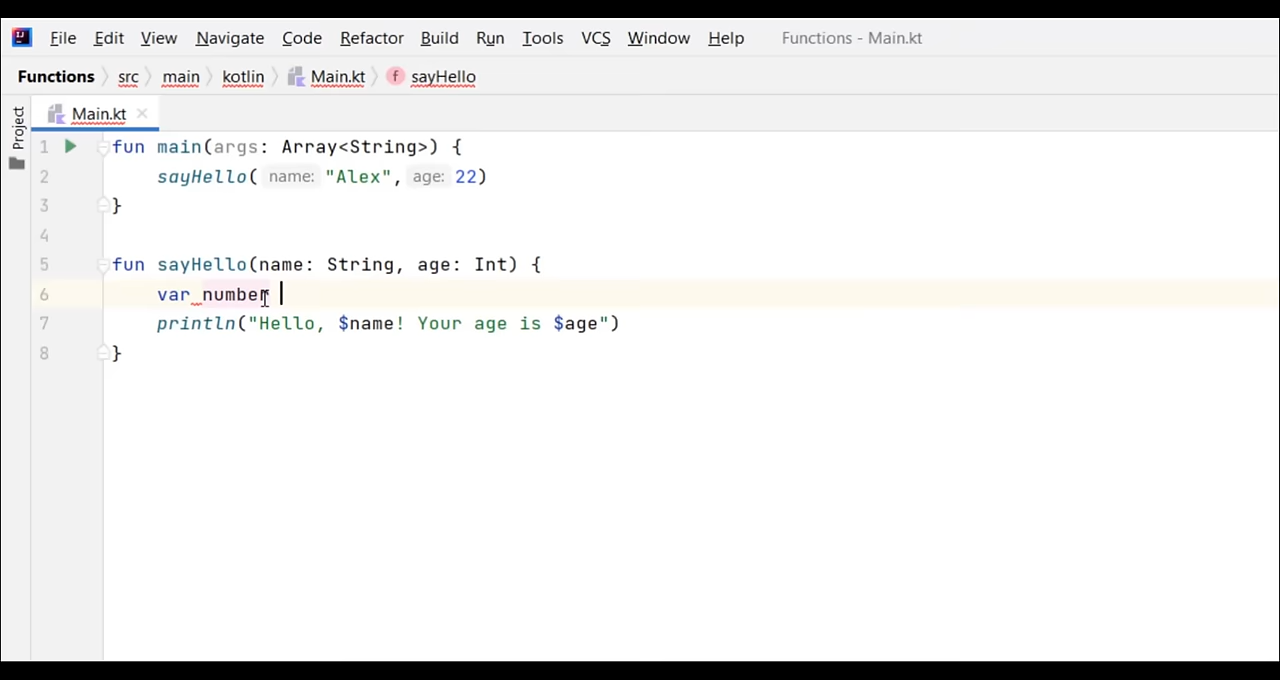 File Edit View Navigate Code Refactor Build Run Tools VCS Window Help Functions - Main.kt
Functions src main kotlin Main.kt f sayHello
Project
Main.kt
1 fun main(args: Array<String>) {
2 sayHello( name: "Alex", age: 22)
3 }
4
5 fun sayHello(name: String, age: Int) {
6 var number
7 println("Hello, $name! Your age is $age")
8 }